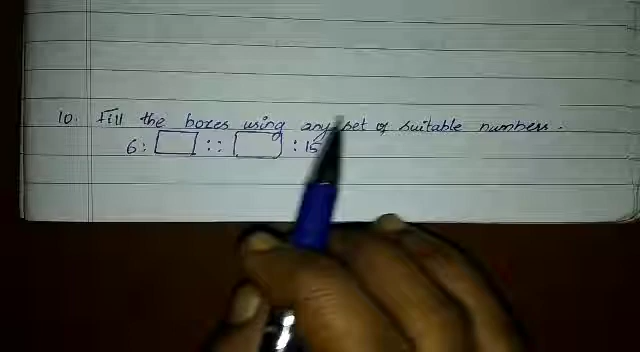 10. Fill the boxes using any set of suitable numbers.
6 : :: : 15